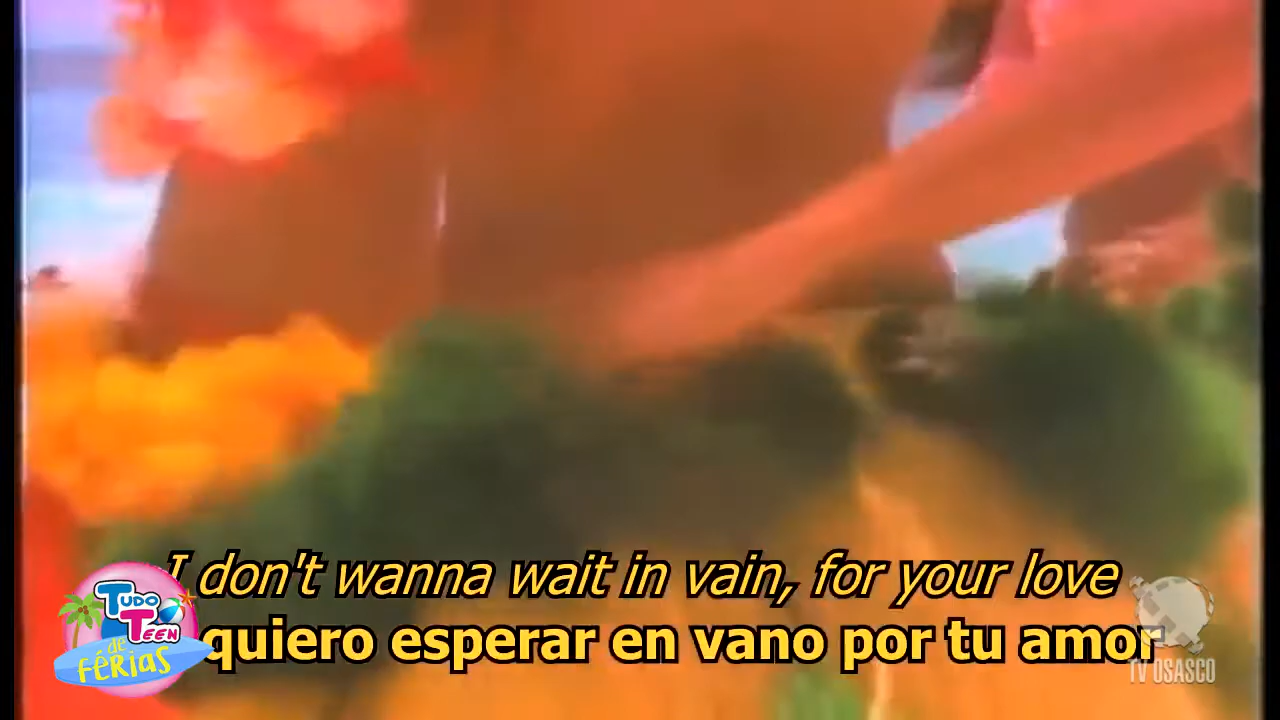 I don't wanna wait in vain, for your love
quiero esperar en vano por tu amor
TUDO
TEEN
de
FÉRIAS
TV OSASCO